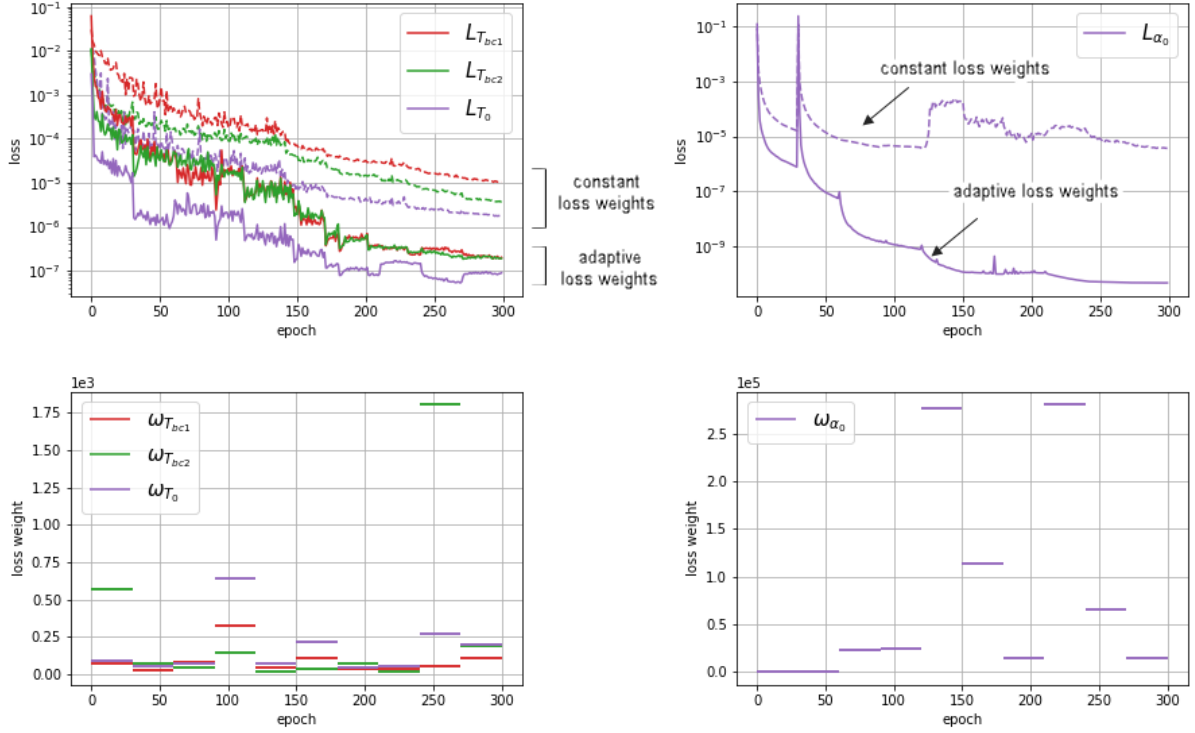 10⁻¹
10⁻²
10⁻³
10⁻⁴
10⁻⁵
10⁻⁶
10⁻⁷
loss
L_{T_{bc1}}
L_{T_{bc2}}
L_{T_0}
0 50 100 150 200 250 300
epoch
constant
loss weights
adaptive
loss weights
10⁻¹
10⁻³
10⁻⁵
10⁻⁷
10⁻⁹
loss
L_{α_0}
constant loss weights
adaptive loss weights
0 50 100 150 200 250 300
epoch
1e3
1.75
1.50
1.25
1.00
0.75
0.50
0.25
0.00
loss weight
ω_{T_{bc1}}
ω_{T_{bc2}}
ω_{T_0}
0 50 100 150 200 250 300
epoch
1e5
2.5
2.0
1.5
1.0
0.5
0.0
loss weight
ω_{α_0}
0 50 100 150 200 250 300
epoch